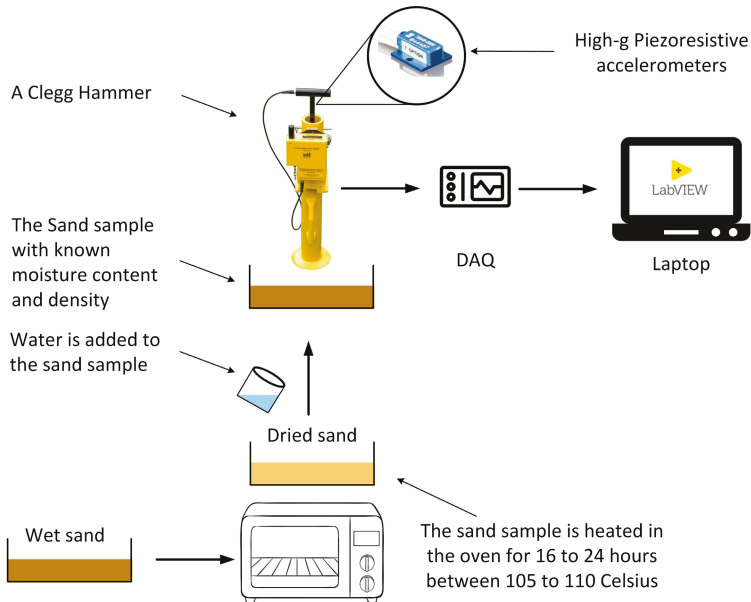 High-g Piezoresistive
accelerometers
A Clegg Hammer
LabVIEW
The Sand sample
with known
moisture content
and density
DAQ
Laptop
Water is added to
the sand sample
Dried sand
Wet sand
The sand sample is heated in
the oven for 16 to 24 hours
between 105 to 110 Celsius